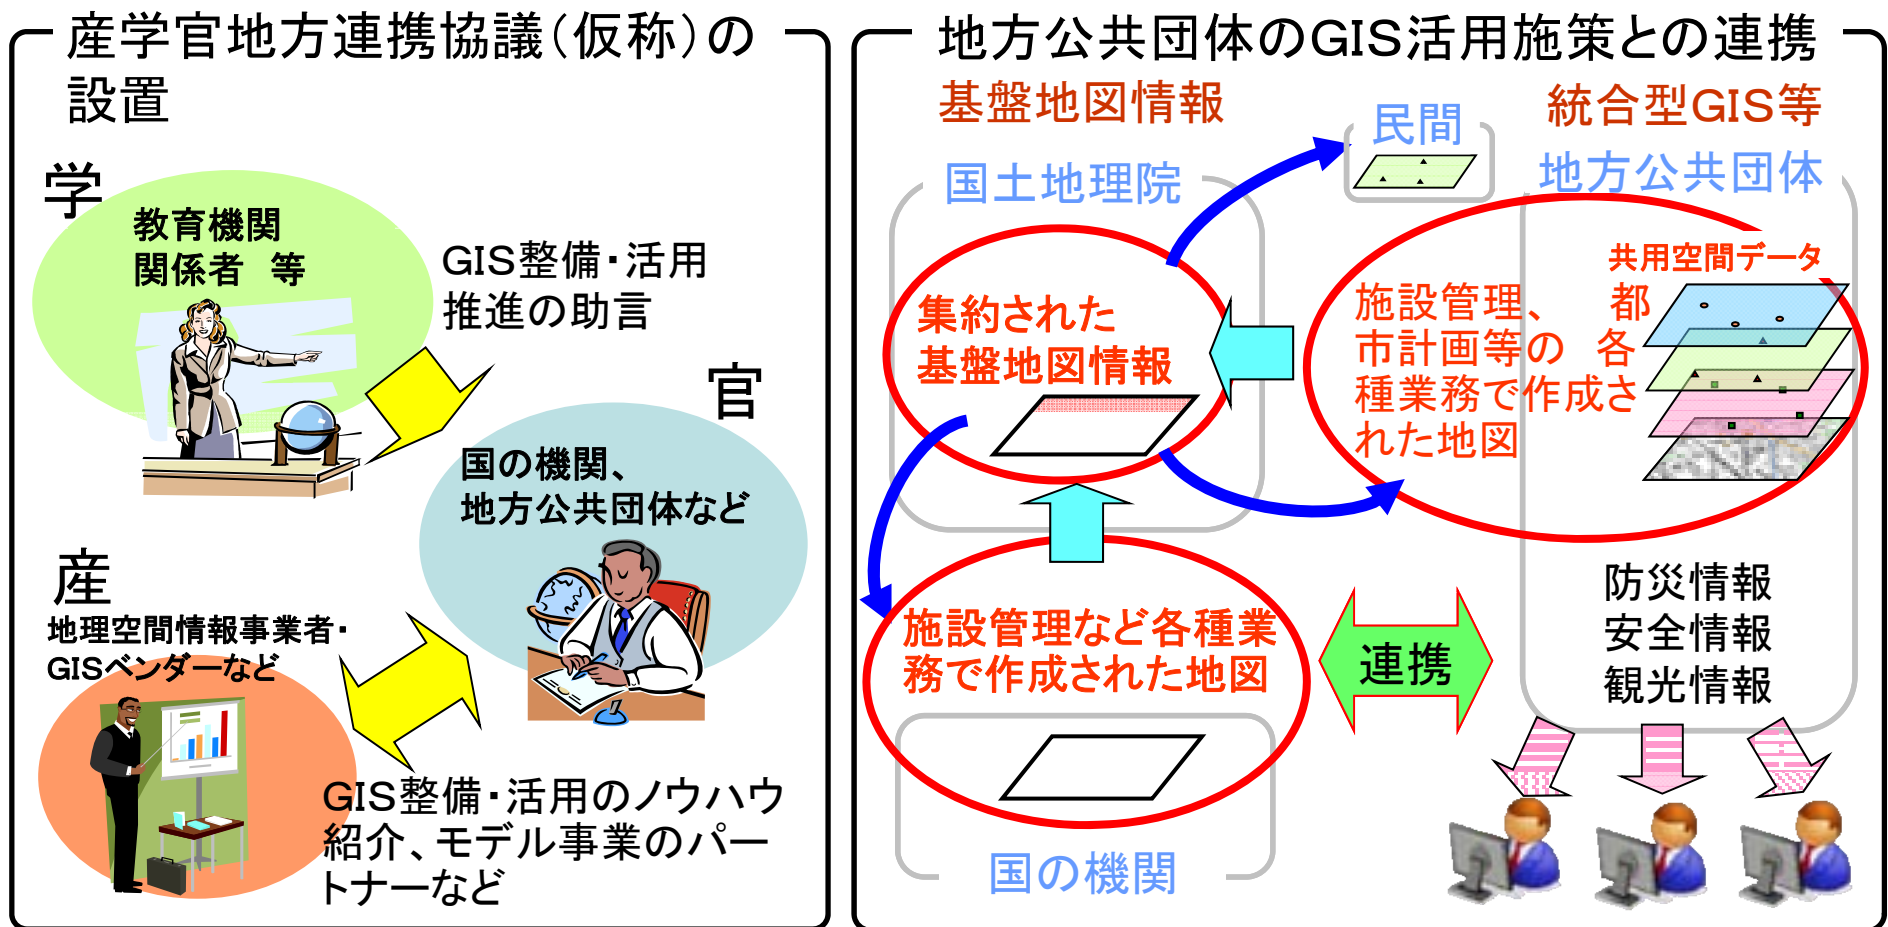 産学官地方連携協議（仮称）の
設置
学
教育機関
関係者　等
GIS整備・活用
推進の助言
官
国の機関、
地方公共団体など
産
地理空間情報事業者・
GISベンダーなど
GIS整備・活用のノウハウ
紹介、モデル事業のパー
トナーなど
地方公共団体のGIS活用施策との連携
基盤地図情報
民間
統合型GIS等
国土地理院
地方公共団体
集約された
基盤地図情報
共用空間データ
施設管理、　都
市計画等の　各
種業務で作成さ
れた地図
施設管理など各種業
務で作成された地図
連携
防災情報
安全情報
観光情報
国の機関